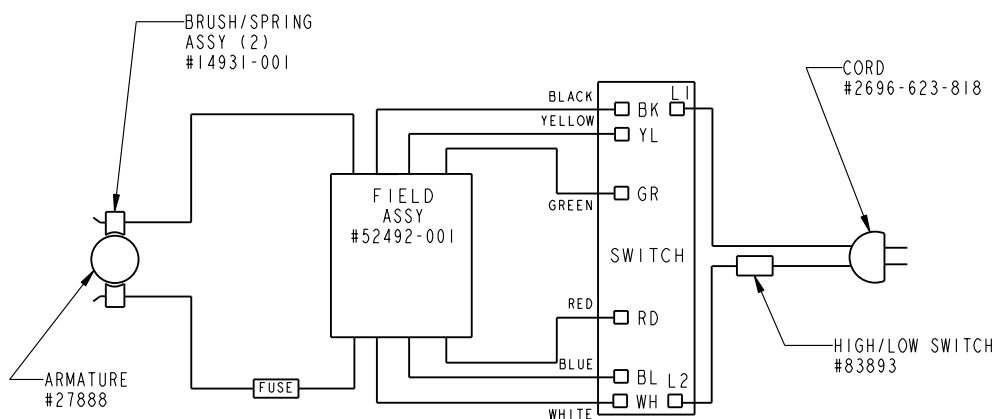 BRUSH/SPRING
ASSY (2)
#14931-001
CORD
#2696-623-818
BLACK
BK
L1
YELLOW
YL
FIELD
ASSY
#52492-001
GREEN
GR
SWITCH
RED
RD
HIGH/LOW SWITCH
#83893
BLUE
BL
L2
ARMATURE
#27888
FUSE
WHITE
WH